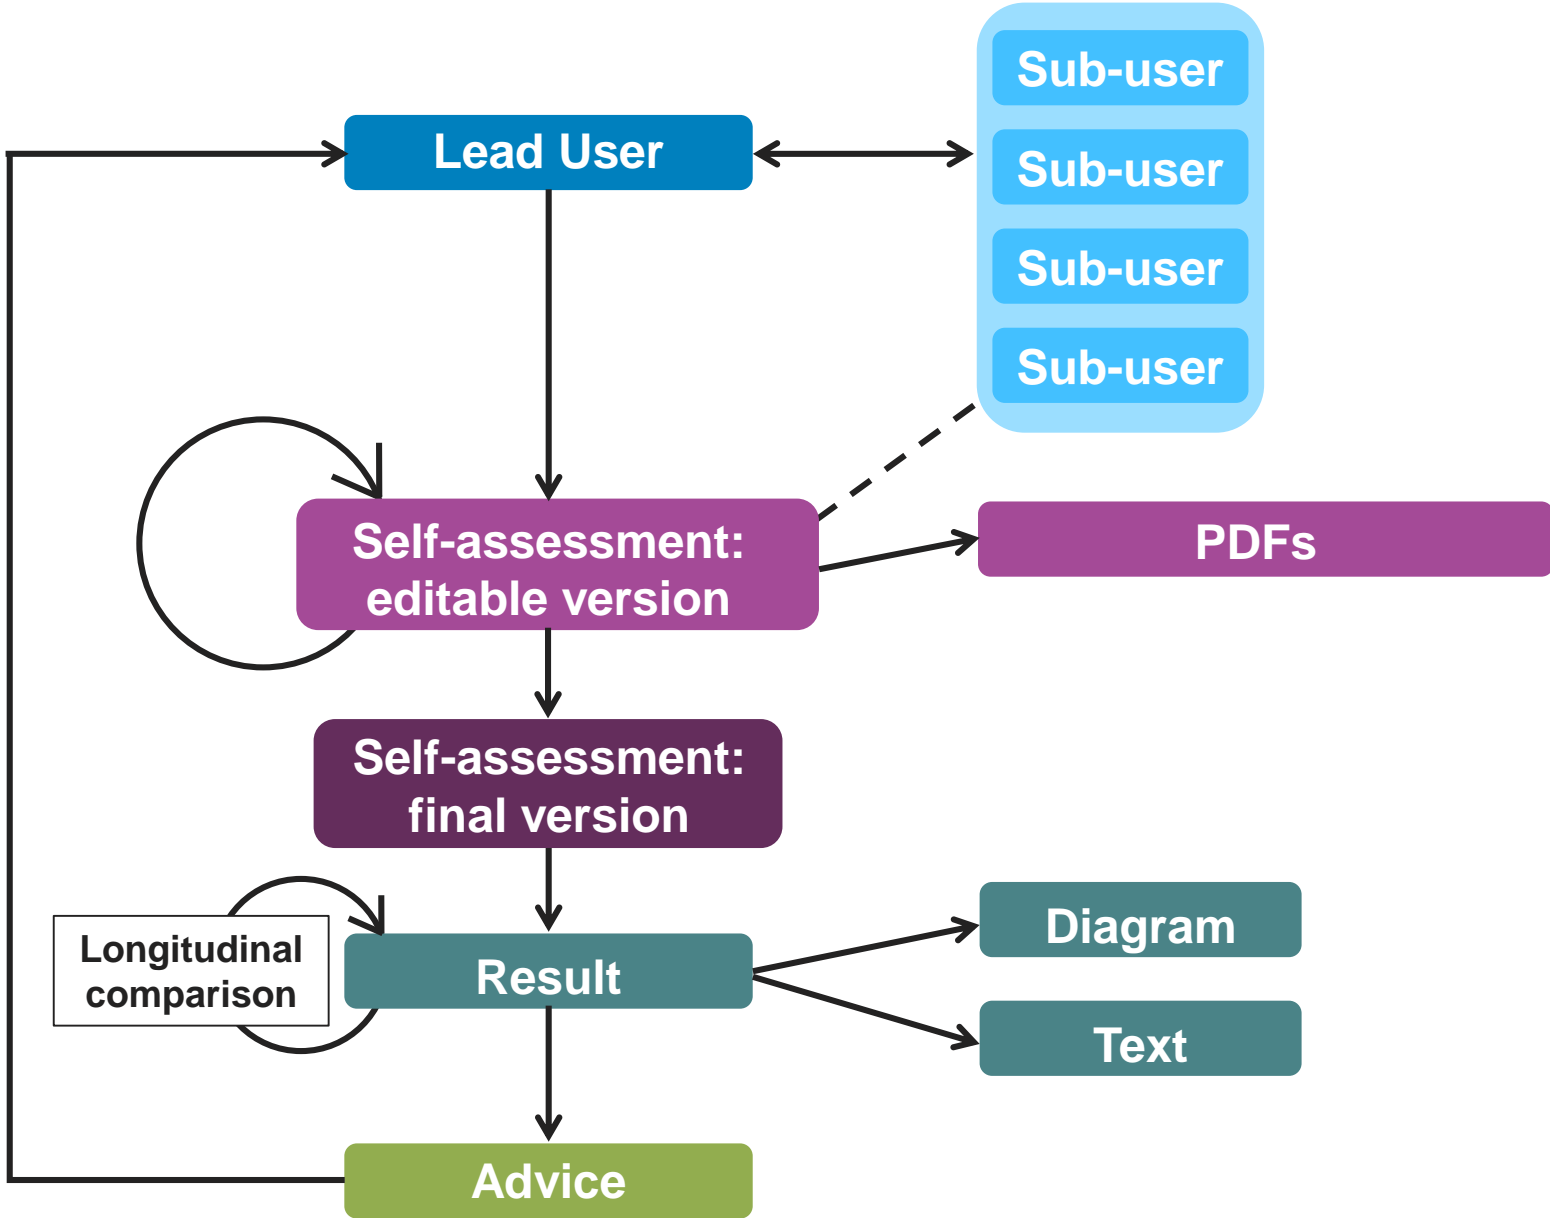 Sub-user
Lead User
Sub-user
Sub-user
Sub-user
Self-assessment:
editable version
PDFs
Self-assessment:
final version
Longitudinal
comparison
Result
Diagram
Text
Advice